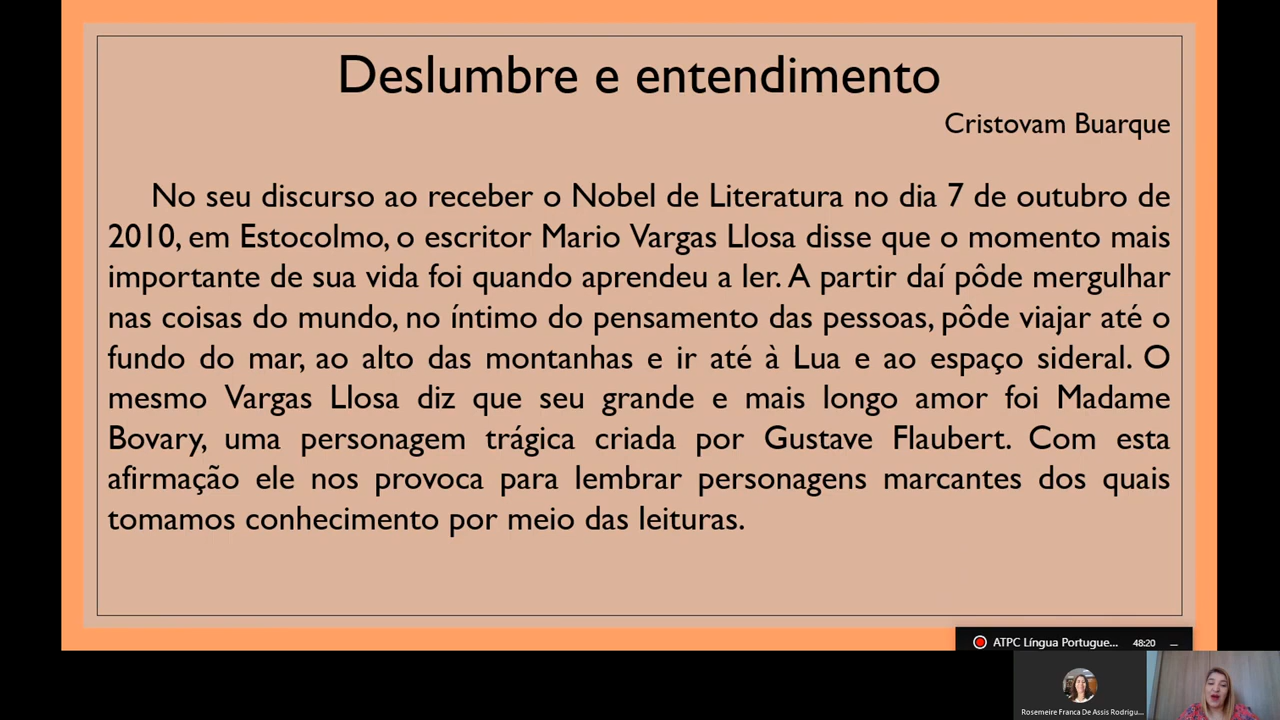 Deslumbre e entendimento
Cristovam Buarque
No seu discurso ao receber o Nobel de Literatura no dia 7 de outubro de
2010, em Estocolmo, o escritor Mario Vargas Llosa disse que o momento mais
importante de sua vida foi quando aprendeu a ler. A partir daí pôde mergulhar
nas coisas do mundo, no íntimo do pensamento das pessoas, pôde viajar até o
fundo do mar, ao alto das montanhas e ir até à Lua e ao espaço sideral. O
mesmo Vargas Llosa diz que seu grande e mais longo amor foi Madame
Bovary, uma personagem trágica criada por Gustave Flaubert. Com esta
afirmação ele nos provoca para lembrar personagens marcantes dos quais
tomamos conhecimento por meio das leituras.
ATPC Língua Portugue... 48:20
Rosemeire Franca De Assis Rodrigu...